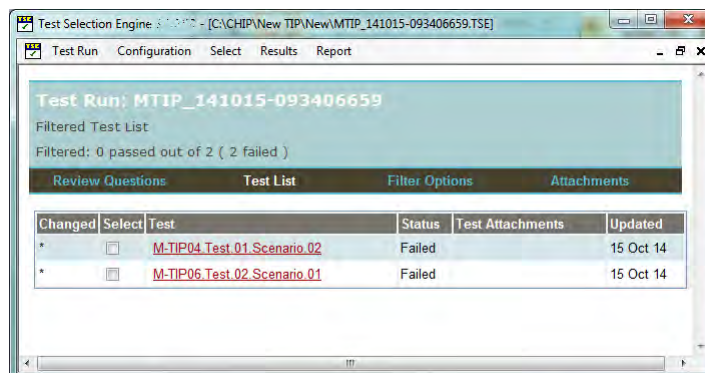 Test Selection Engine - [C:\CHIP\New TIP\New\MTIP_141015-093406659.TSE]
Test Run Configuration Select Results Report
Test Run: MTIP_141015-093406659
Filtered Test List
Filtered: 0 passed out of 2 ( 2 failed )
Review Questions Test List Filter Options Attachments
Changed Select Test Status Test Attachments Updated
* M-TIP04.Test.01.Scenario.02 Failed 15 Oct 14
* M-TIP06.Test.02.Scenario.01 Failed 15 Oct 14